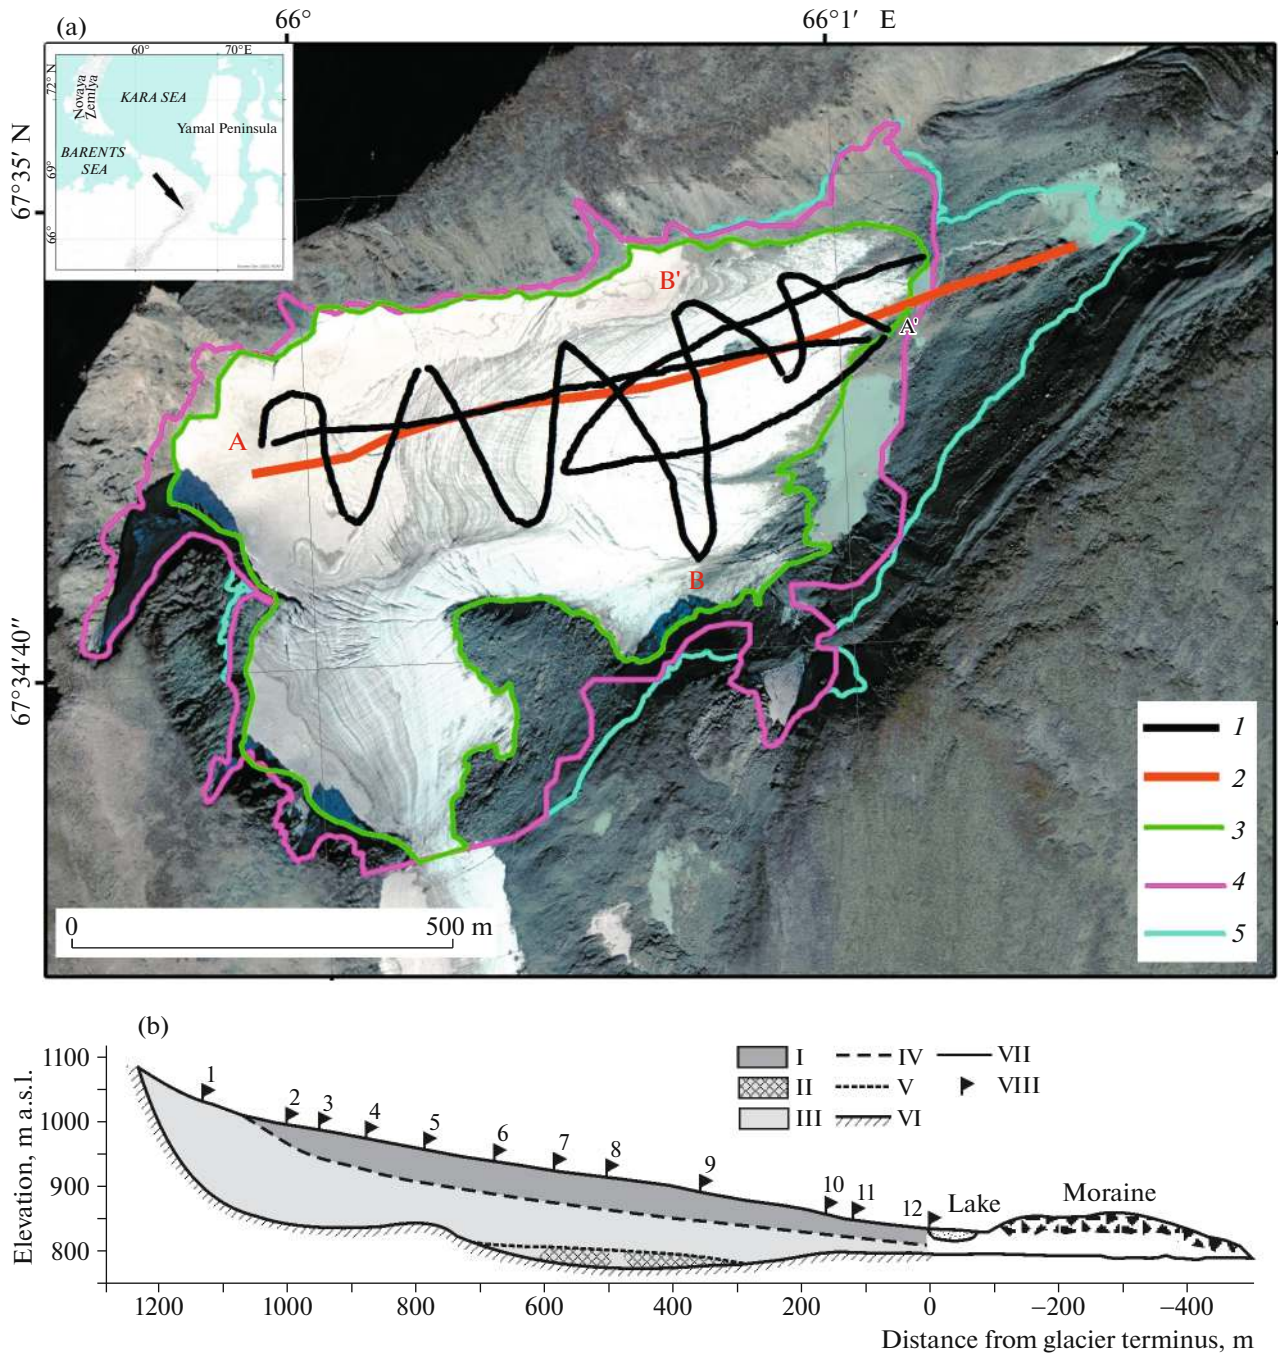 (a)
66°
66°1′ E
67°35′ N
67°34′40″
60°
70°E
72° N
69°
66°
Novaya
Zemlya
KARA SEA
Yamal Peninsula
BARENTS
SEA
B'
A'
A
B
1
2
3
4
5
0
500 m
(b)
Elevation, m a.s.l.
1100
1000
900
800
I
IV
VII
II
V
VIII
III
VI
1
2
3
4
5
6
7
8
9
10
11
12
Lake
Moraine
1200
1000
800
600
400
200
0
−200
−400
Distance from glacier terminus, m